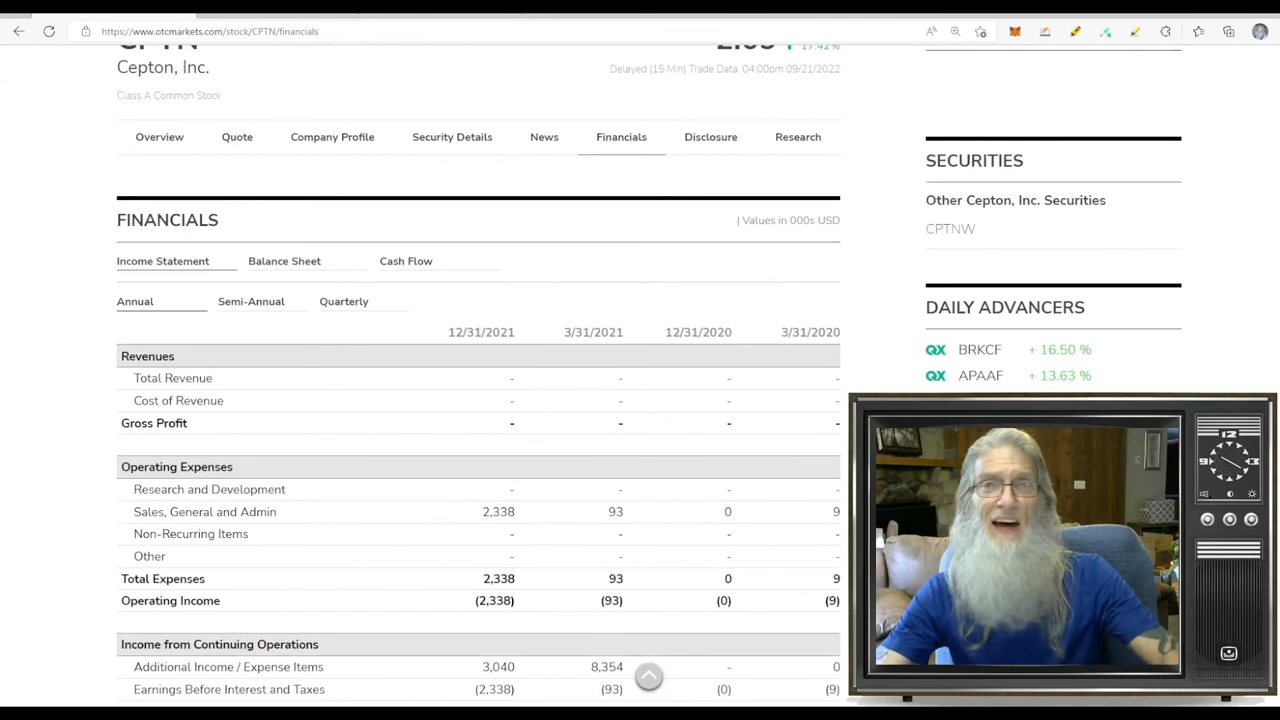 https://www.otcmarkets.com/stock/CPTN/financials
CPTN
17.42%
Cepton, Inc.
Delayed (15 Min) Trade Data: 04:00pm 09/21/2022
Class A Common Stock
Overview Quote Company Profile Security Details News Financials Disclosure Research
FINANCIALS
| Values in 000s USD
Income Statement Balance Sheet Cash Flow
Annual Semi-Annual Quarterly
12/31/2021 3/31/2021 12/31/2020 3/31/2020
Revenues
Total Revenue - - - -
Cost of Revenue - - - -
Gross Profit - - - -
Operating Expenses
Research and Development - - - -
Sales, General and Admin 2,338 93 0 9
Non-Recurring Items - - - -
Other - - - -
Total Expenses 2,338 93 0 9
Operating Income (2,338) (93) (0) (9)
Income from Continuing Operations
Additional Income / Expense Items 3,040 8,354 - 0
Earnings Before Interest and Taxes (2,338) (93) (0) (9)
SECURITIES
Other Cepton, Inc. Securities
CPTNW
DAILY ADVANCERS
QX BRKCF + 16.50 %
QX APAAF + 13.63 %
12
9 3